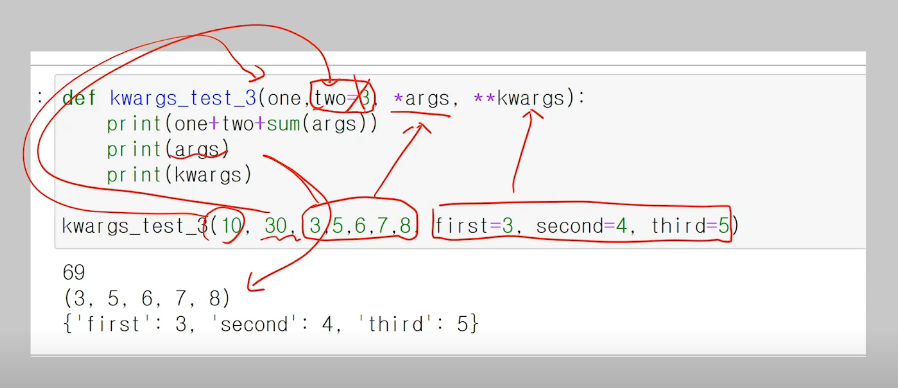 def kwargs_test_3(one,two=3, *args, **kwargs):
print(one+two+sum(args))
print(args)
print(kwargs)
kwargs_test_3(10, 30, 3,5,6,7,8, first=3, second=4, third=5)
69
(3, 5, 6, 7, 8)
{'first': 3, 'second': 4, 'third': 5}